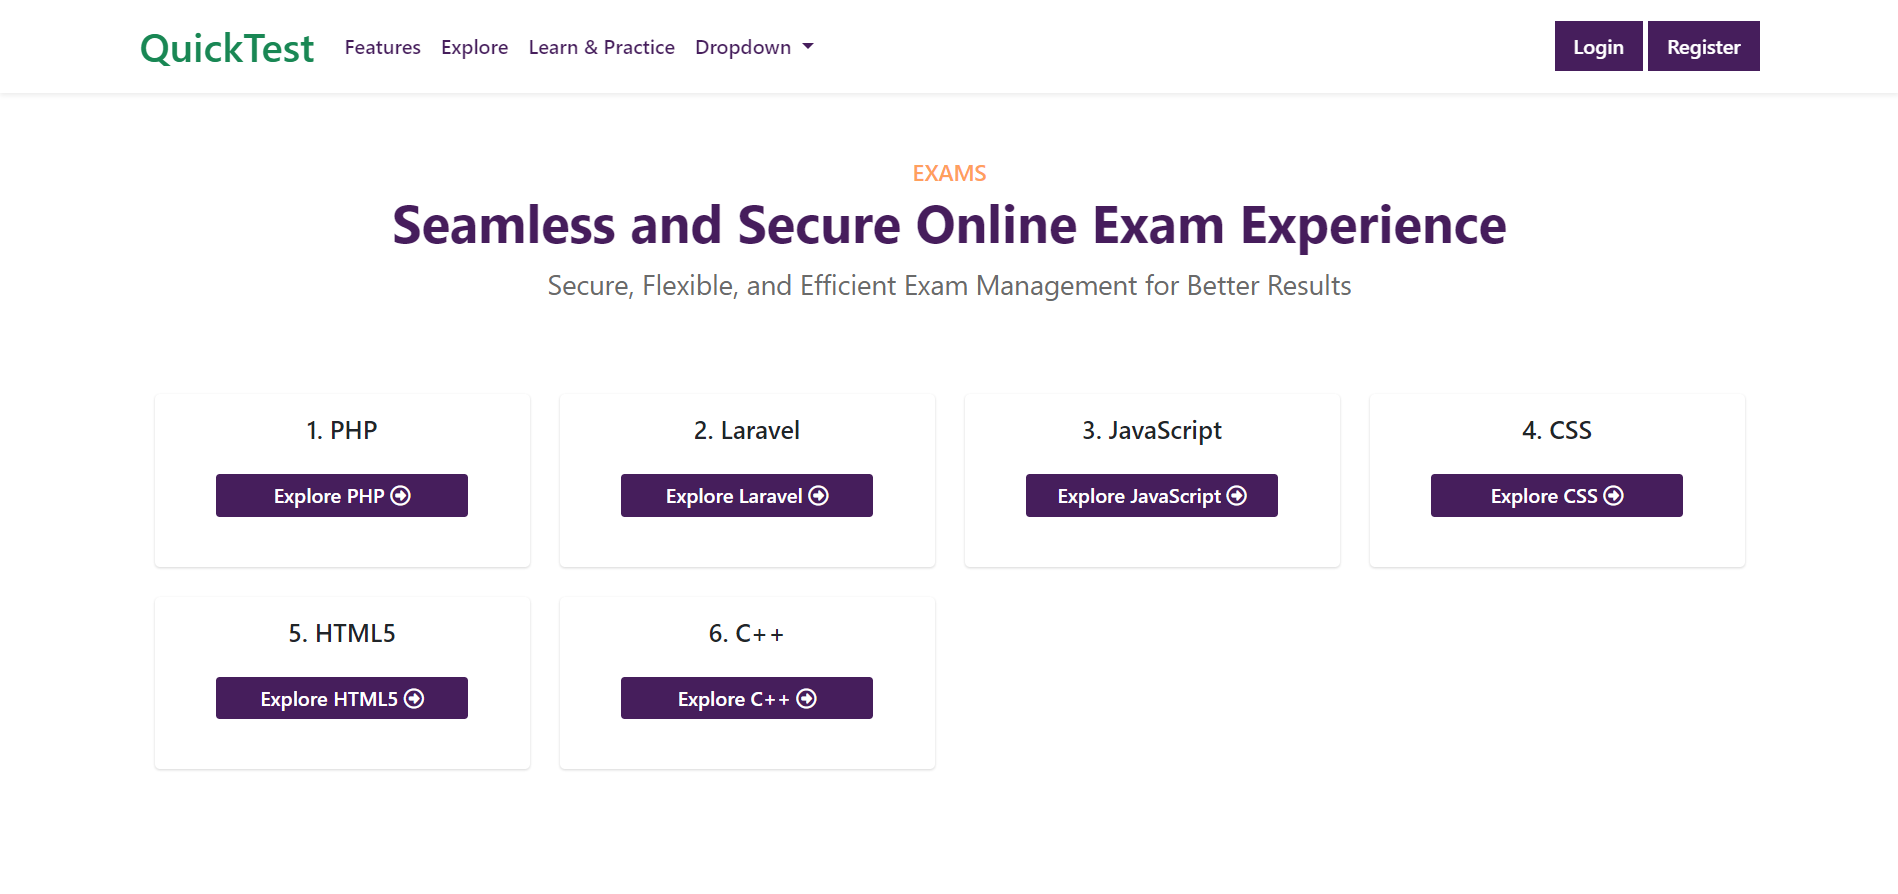 QuickTest Features Explore Learn & Practice Dropdown Login Register
EXAMS
Seamless and Secure Online Exam Experience
Secure, Flexible, and Efficient Exam Management for Better Results
1. PHP
Explore PHP
2. Laravel
Explore Laravel
3. JavaScript
Explore JavaScript
4. CSS
Explore CSS
5. HTML5
Explore HTML5
6. C++
Explore C++